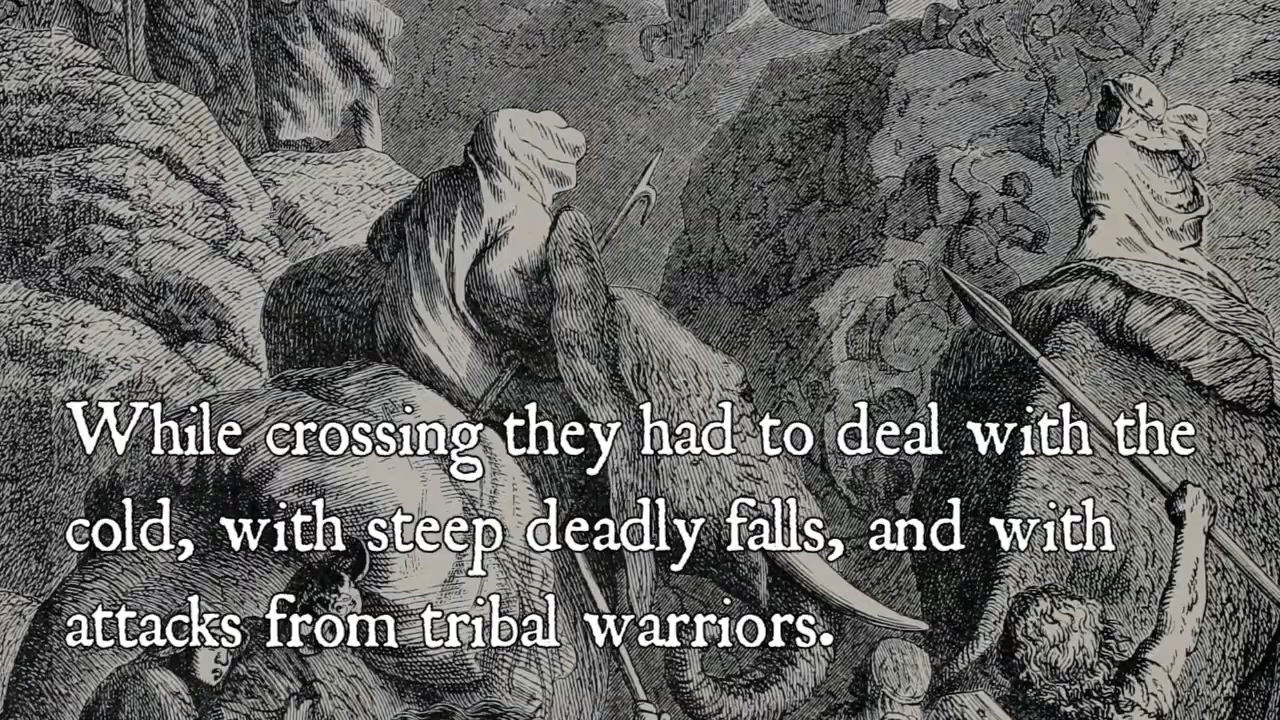 While crossing they had to deal with the
cold, with steep deadly falls, and with
attacks from tribal warriors.